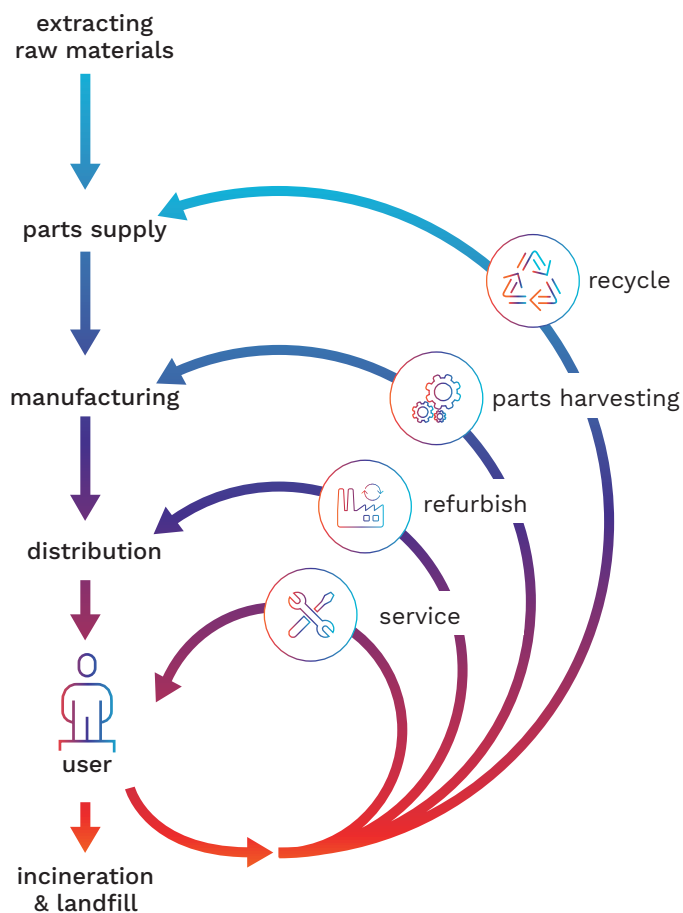 extracting
raw materials
parts supply
recycle
manufacturing
parts harvesting
refurbish
distribution
service
user
incineration
& landfill